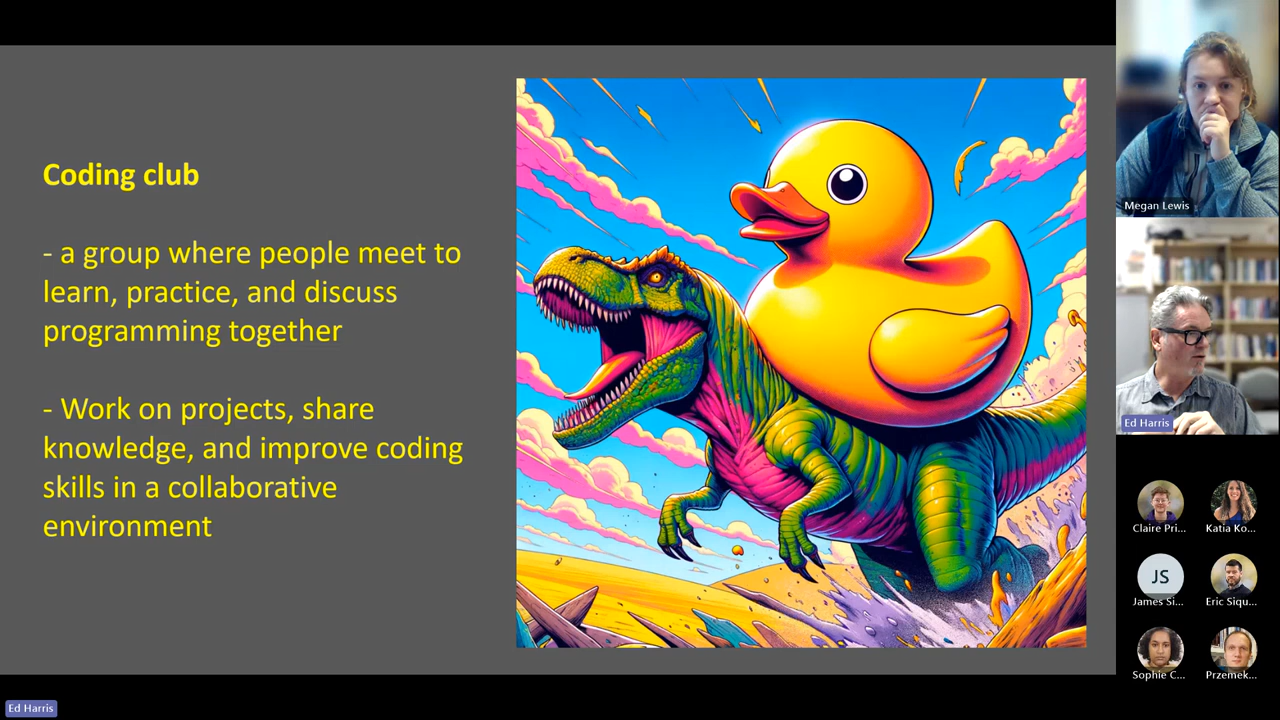 Coding club
- a group where people meet to
learn, practice, and discuss
programming together
- Work on projects, share
knowledge, and improve coding
skills in a collaborative
environment
Megan Lewis
Ed Harris
Claire Pri...
Katia Ko...
JS
James Si...
Eric Siqu...
Sophie C...
Przemek...
Ed Harris